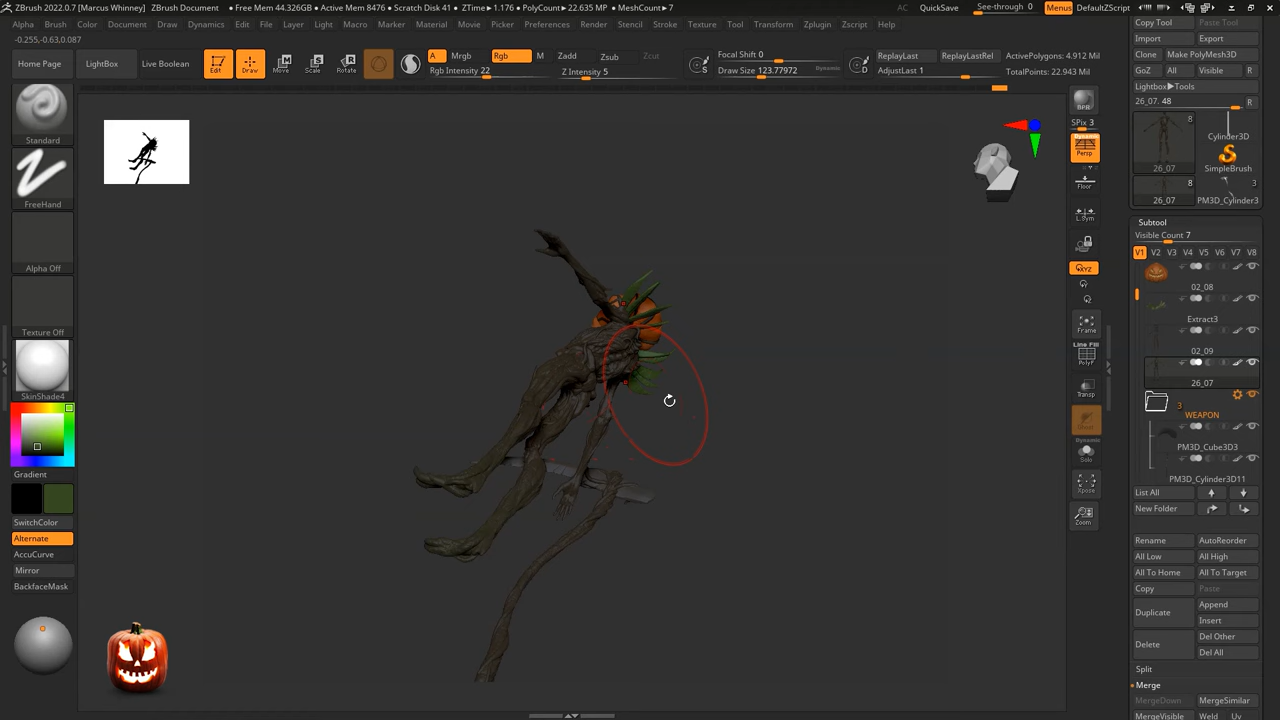 ZBrush 2022.0.7 [Marcus Whinney] ZBrush Document • Free Mem 44.326GB • Active Mem 8476 • Scratch Disk 41 • ZTime▸1.176 • PolyCount▸22.635 MP • MeshCount▸7 AC QuickSave See-through 0 Menus DefaultZScript
Alpha Brush Color Document Draw Dynamics Edit File Layer Light Macro Marker Material Movie Picker Preferences Render Stencil Stroke Texture Tool Transform Zplugin Zscript Help
-0.255,-0.63,0.087
Home Page LightBox Live Boolean Edit Draw Move Scale Rotate
A Mrgb Rgb M Zadd Zsub Zcut
Rgb Intensity 22 Z Intensity 5
Focal Shift 0
Draw Size 123.77972 Dynamic
S D
ReplayLast ReplayLastRel
AdjustLast 1
ActivePolygons: 4.912 Mil
TotalPoints: 22.943 Mil
Standard
FreeHand
Alpha Off
Texture Off
SkinShade4
Gradient
SwitchColor
Alternate
AccuCurve
Mirror
BackfaceMask
BPR
SPix 3
Dynamic
Persp
Floor
L.Sym
XYZ
Frame
Line Fill
PolyF
Transp
Dynamic
Solo
Xpose
Zoom
Copy Tool Paste Tool
Import Export
Clone Make PolyMesh3D
GoZ All Visible R
Lightbox▸Tools
26_07. 48 R
8
Cylinder3D
26_07 SimpleBrush
8 3
26_07 PM3D_Cylinder3
Subtool
Visible Count 7
V1 V2 V3 V4 V5 V6 V7 V8
02_08
Extract3
02_09
26_07
3
WEAPON
PM3D_Cube3D3
PM3D_Cylinder3D11
List All
New Folder
Rename AutoReorder
All Low All High
All To Home All To Target
Copy Paste
Duplicate Append
Insert
Delete Del Other
Del All
Split
Merge
MergeDown MergeSimilar
MergeVisible Weld Uv